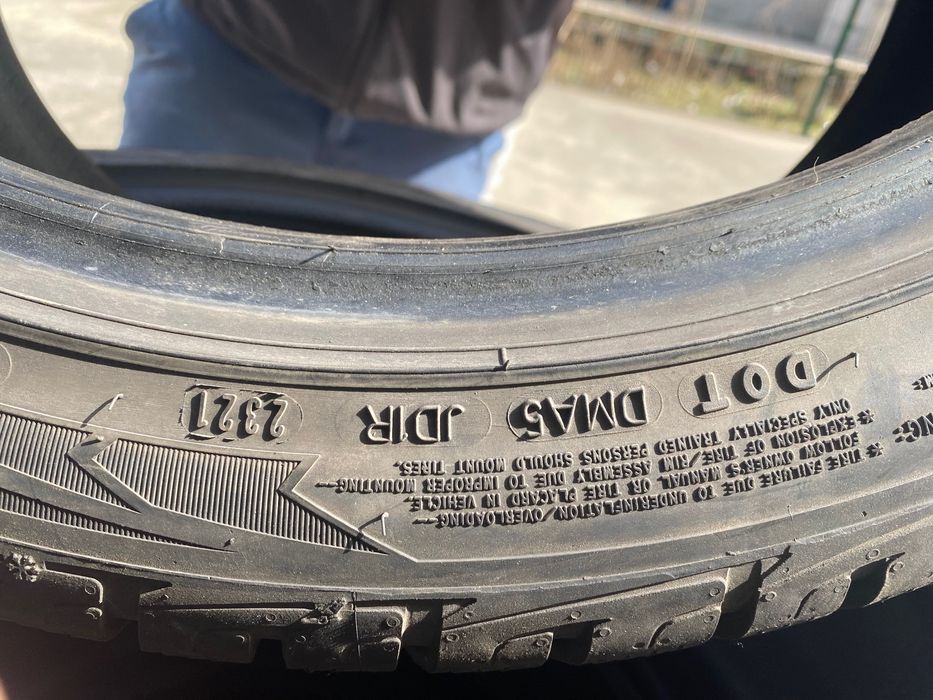 * TIRE FAILURE DUE TO UNDERINFLATION/OVERLOADING—
FOLLOW OWNER'S MANUAL OR TIRE PLACARD IN VEHICLE.
* EXPLOSION OF TIRE/RIM ASSEMBLY DUE TO IMPROPER MOUNTING—
ONLY SPECIALLY TRAINED PERSONS SHOULD MOUNT TIRES.
DOT DMA5 JD1R 2321